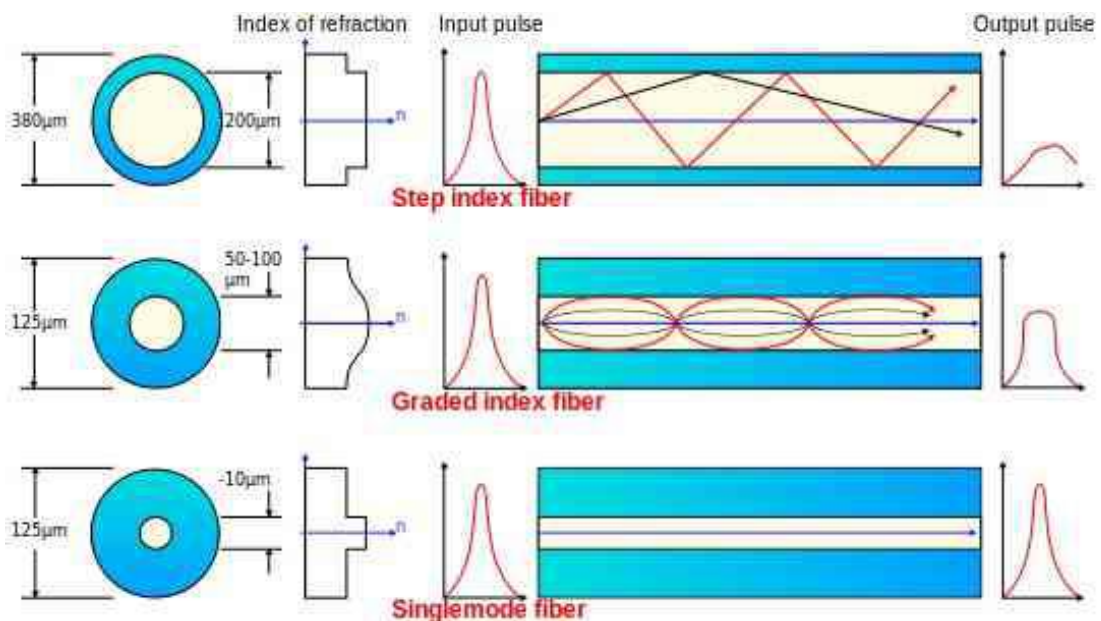 Index of refraction
Input pulse
Output pulse
380µm
200µm
n
Step index fiber
50-100
µm
125µm
n
Graded index fiber
-10µm
125µm
n
Singlemode fiber